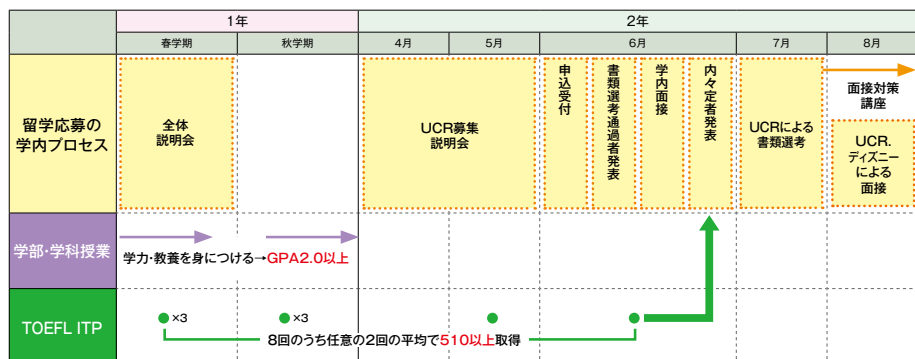 1年
2年
春学期
秋学期
4月
5月
6月
7月
8月
留学応募の
学内プロセス
全体
説明会
UCR募集
説明会
申込受付
書類選考通過者発表
学内面接
内々定者発表
UCRによる
書類選考
面接対策
講座
UCR.
ディズニー
による
面接
学部・学科授業
学力・教養を身につける→GPA2.0以上
TOEFL ITP
×3
×3
8回のうち任意の2回の平均で510以上取得